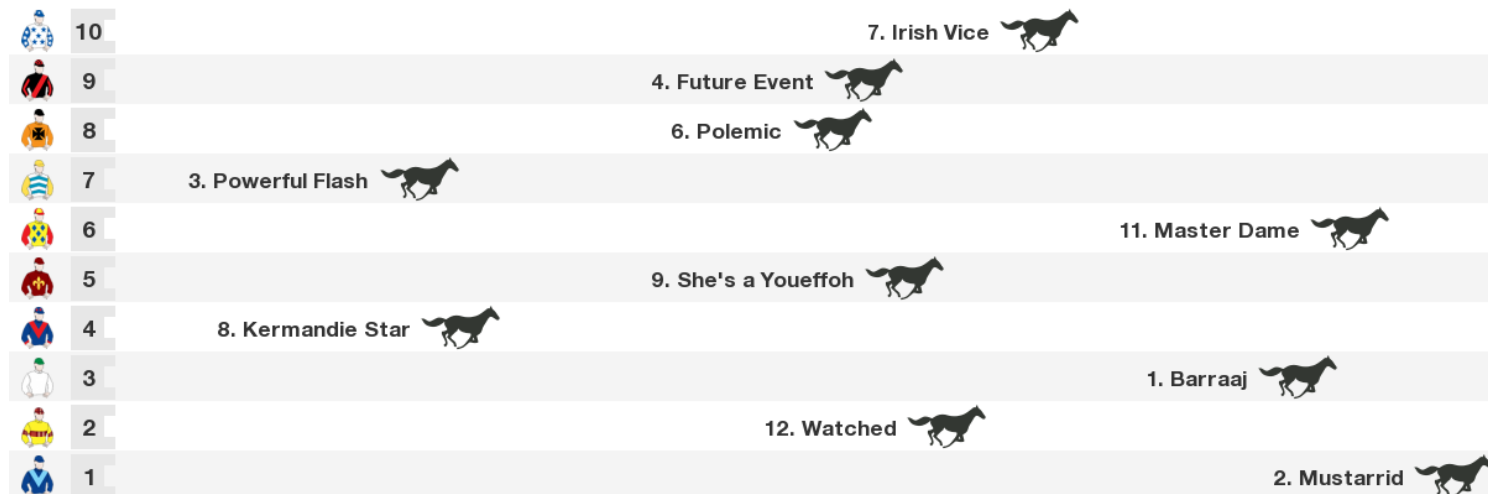 10 7. Irish Vice
9 4. Future Event
8 6. Polemic
7 3. Powerful Flash
6 11. Master Dame
5 9. She's a Youeffoh
4 8. Kermandie Star
3 1. Barraaj
2 12. Watched
1 2. Mustarrid